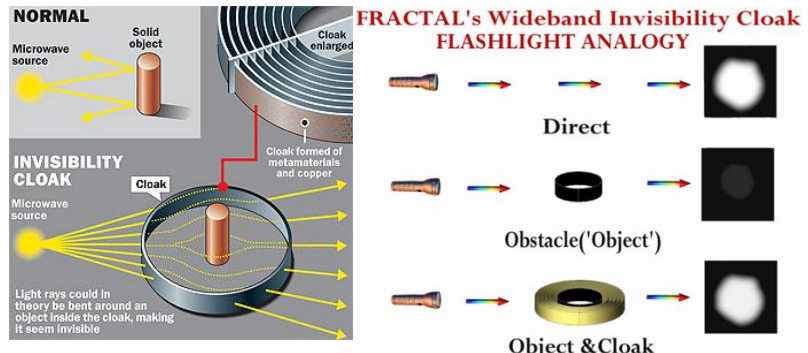 NORMAL
Microwave
source
Solid
object
Cloak
enlarged
Cloak formed of
metamaterials
and copper
INVISIBILITY
CLOAK
Cloak
Microwave
source
Light rays could in
theory be bent around an
object inside the cloak, making
it seem invisible
FRACTAL's Wideband Invisibility Cloak
FLASHLIGHT ANALOGY
Direct
Obstacle('Object')
Object &Cloak